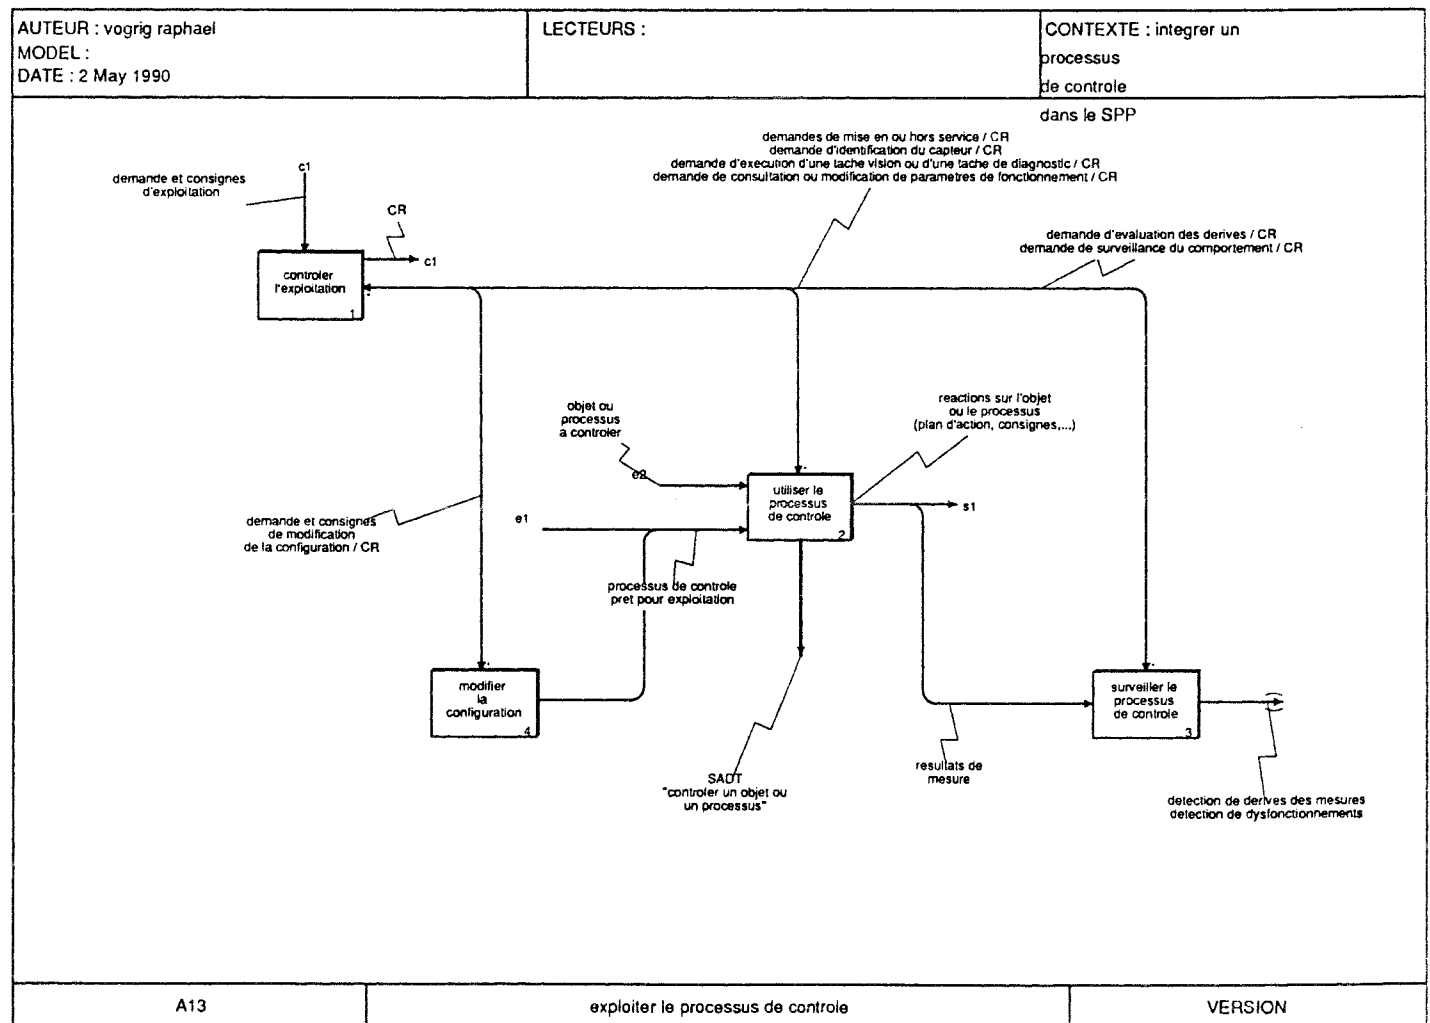 AUTEUR : vogrig raphael
MODEL :
DATE : 2 May 1990
LECTEURS :
CONTEXTE : integrer un
processus
de controle
dans le SPP
demandes de mise en ou hors service / CR
demande d'identification du capteur / CR
demande d'execution d'une tache vision ou d'une tache de diagnostic / CR
demande de consultation ou modification de parametres de fonctionnement / CR
c1
demande et consignes
d'exploitation
CR
c1
controler
l'exploitation
1
demande d'evaluation des derives / CR
demande de surveillance du comportement / CR
objet ou
processus
a controler
e2
reactions sur l'objet
ou le processus
(plan d'action, consignes,...)
utiliser le
processus
de controle
2
s1
e1
demande et consignes
de modification
de la configuration / CR
processus de controle
pret pour exploitation
modifier
la
configuration
4
surveiller le
processus
de controle
3
SADT
"controler un objet ou
un processus"
resultats de
mesure
detection de derives des mesures
detection de dysfonctionnements
A13
exploiter le processus de controle
VERSION